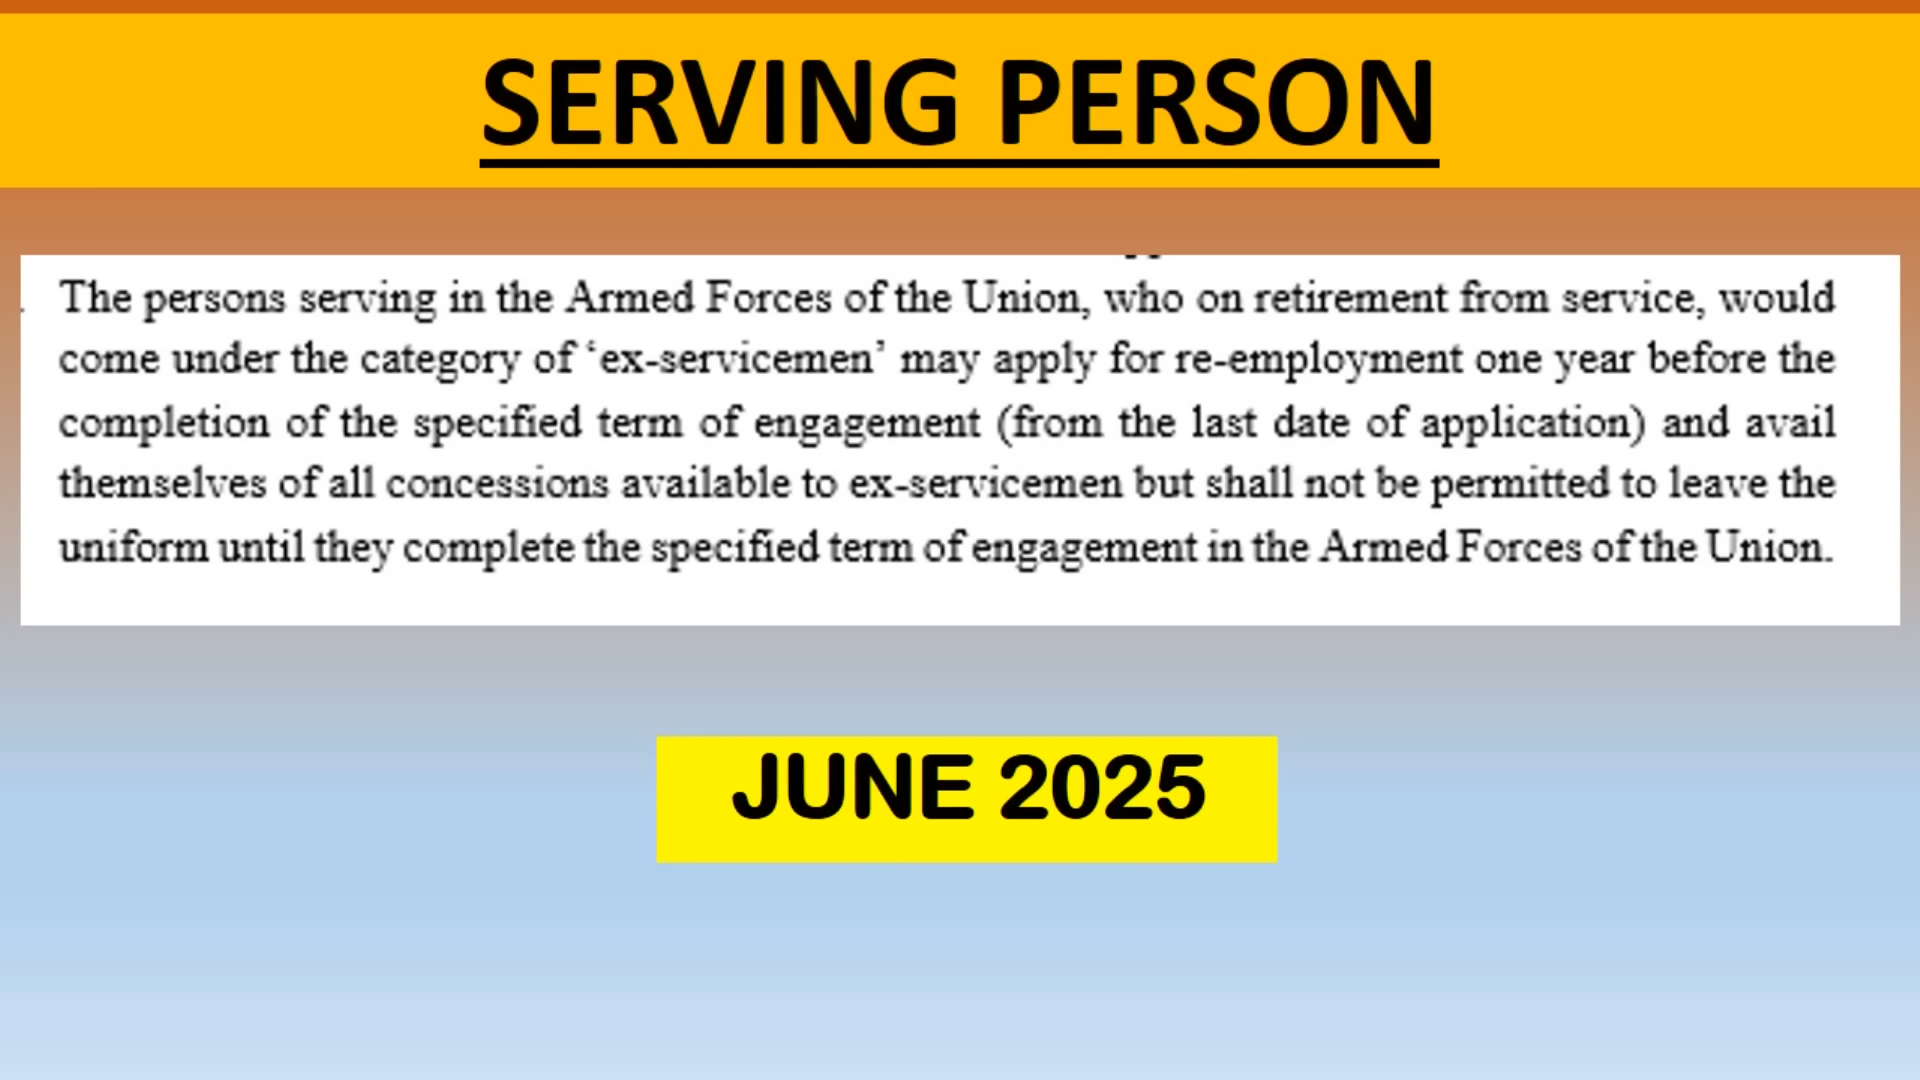 SERVING PERSON
The persons serving in the Armed Forces of the Union, who on retirement from service, would
come under the category of ‘ex-servicemen’ may apply for re-employment one year before the
completion of the specified term of engagement (from the last date of application) and avail
themselves of all concessions available to ex-servicemen but shall not be permitted to leave the
uniform until they complete the specified term of engagement in the Armed Forces of the Union.
JUNE 2025